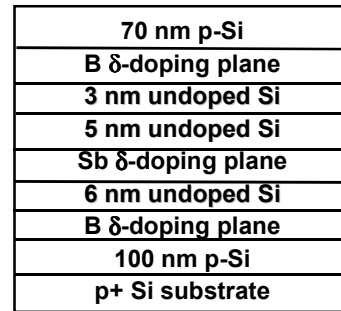 70 nm p-Si
B δ-doping plane
3 nm undoped Si
5 nm undoped Si
Sb δ-doping plane
6 nm undoped Si
B δ-doping plane
100 nm p-Si
p+ Si substrate